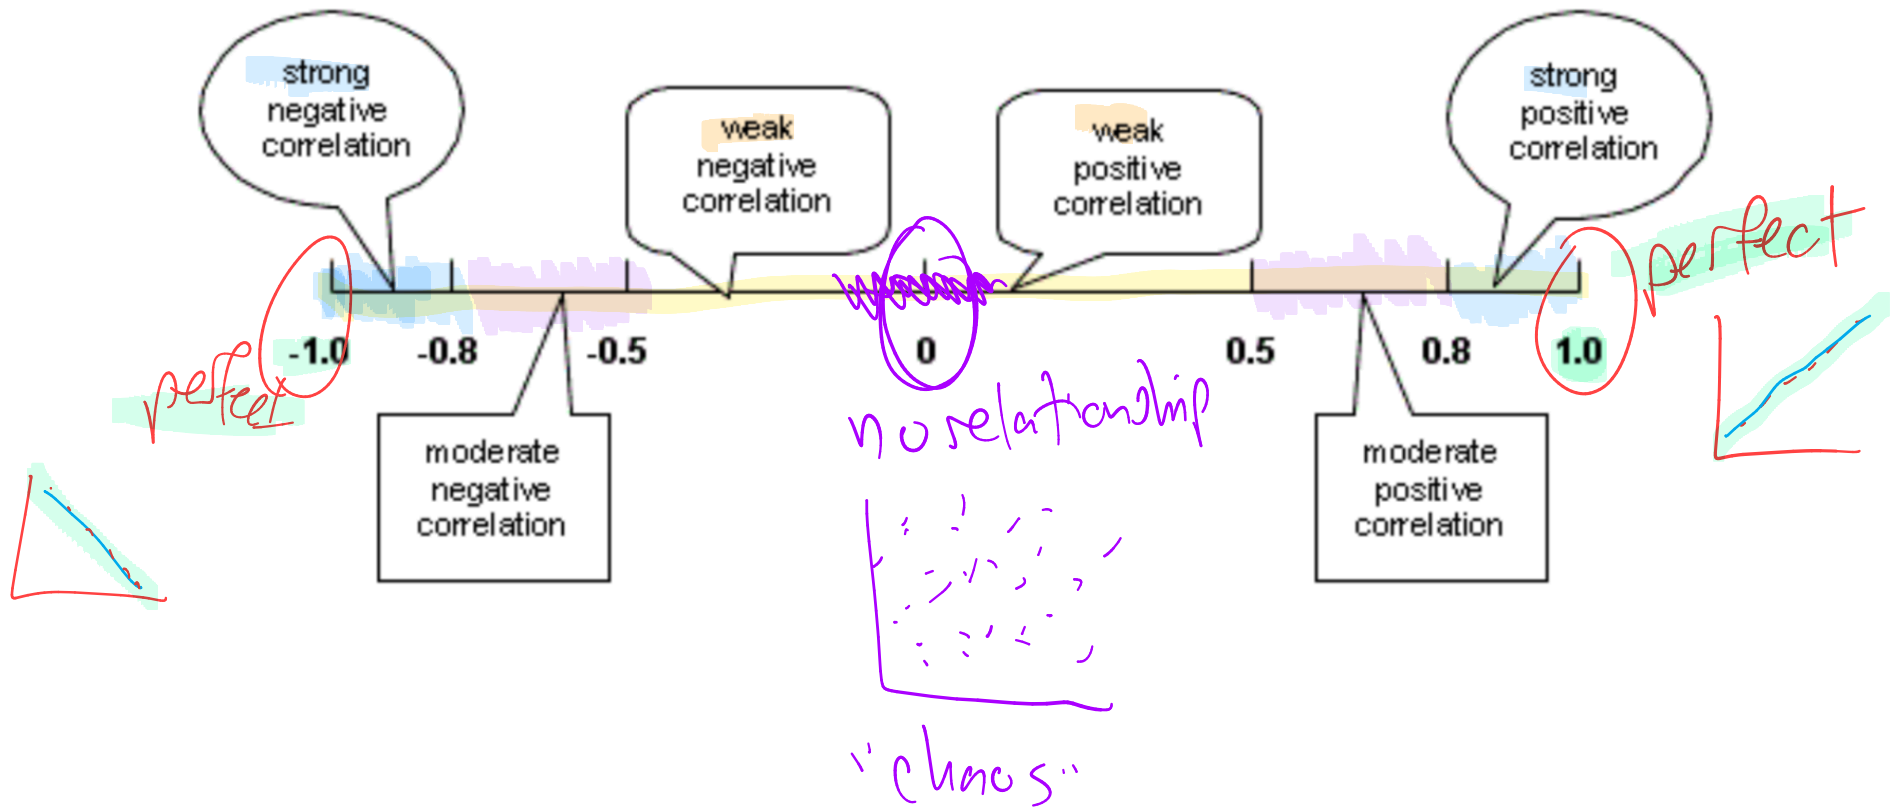 strong
negative
correlation
weak
negative
correlation
weak
positive
correlation
strong
positive
correlation
perfect
-1.0
-0.8
-0.5
0
0.5
0.8
1.0
perfect
no relationship
moderate
negative
correlation
moderate
positive
correlation
"chaos"